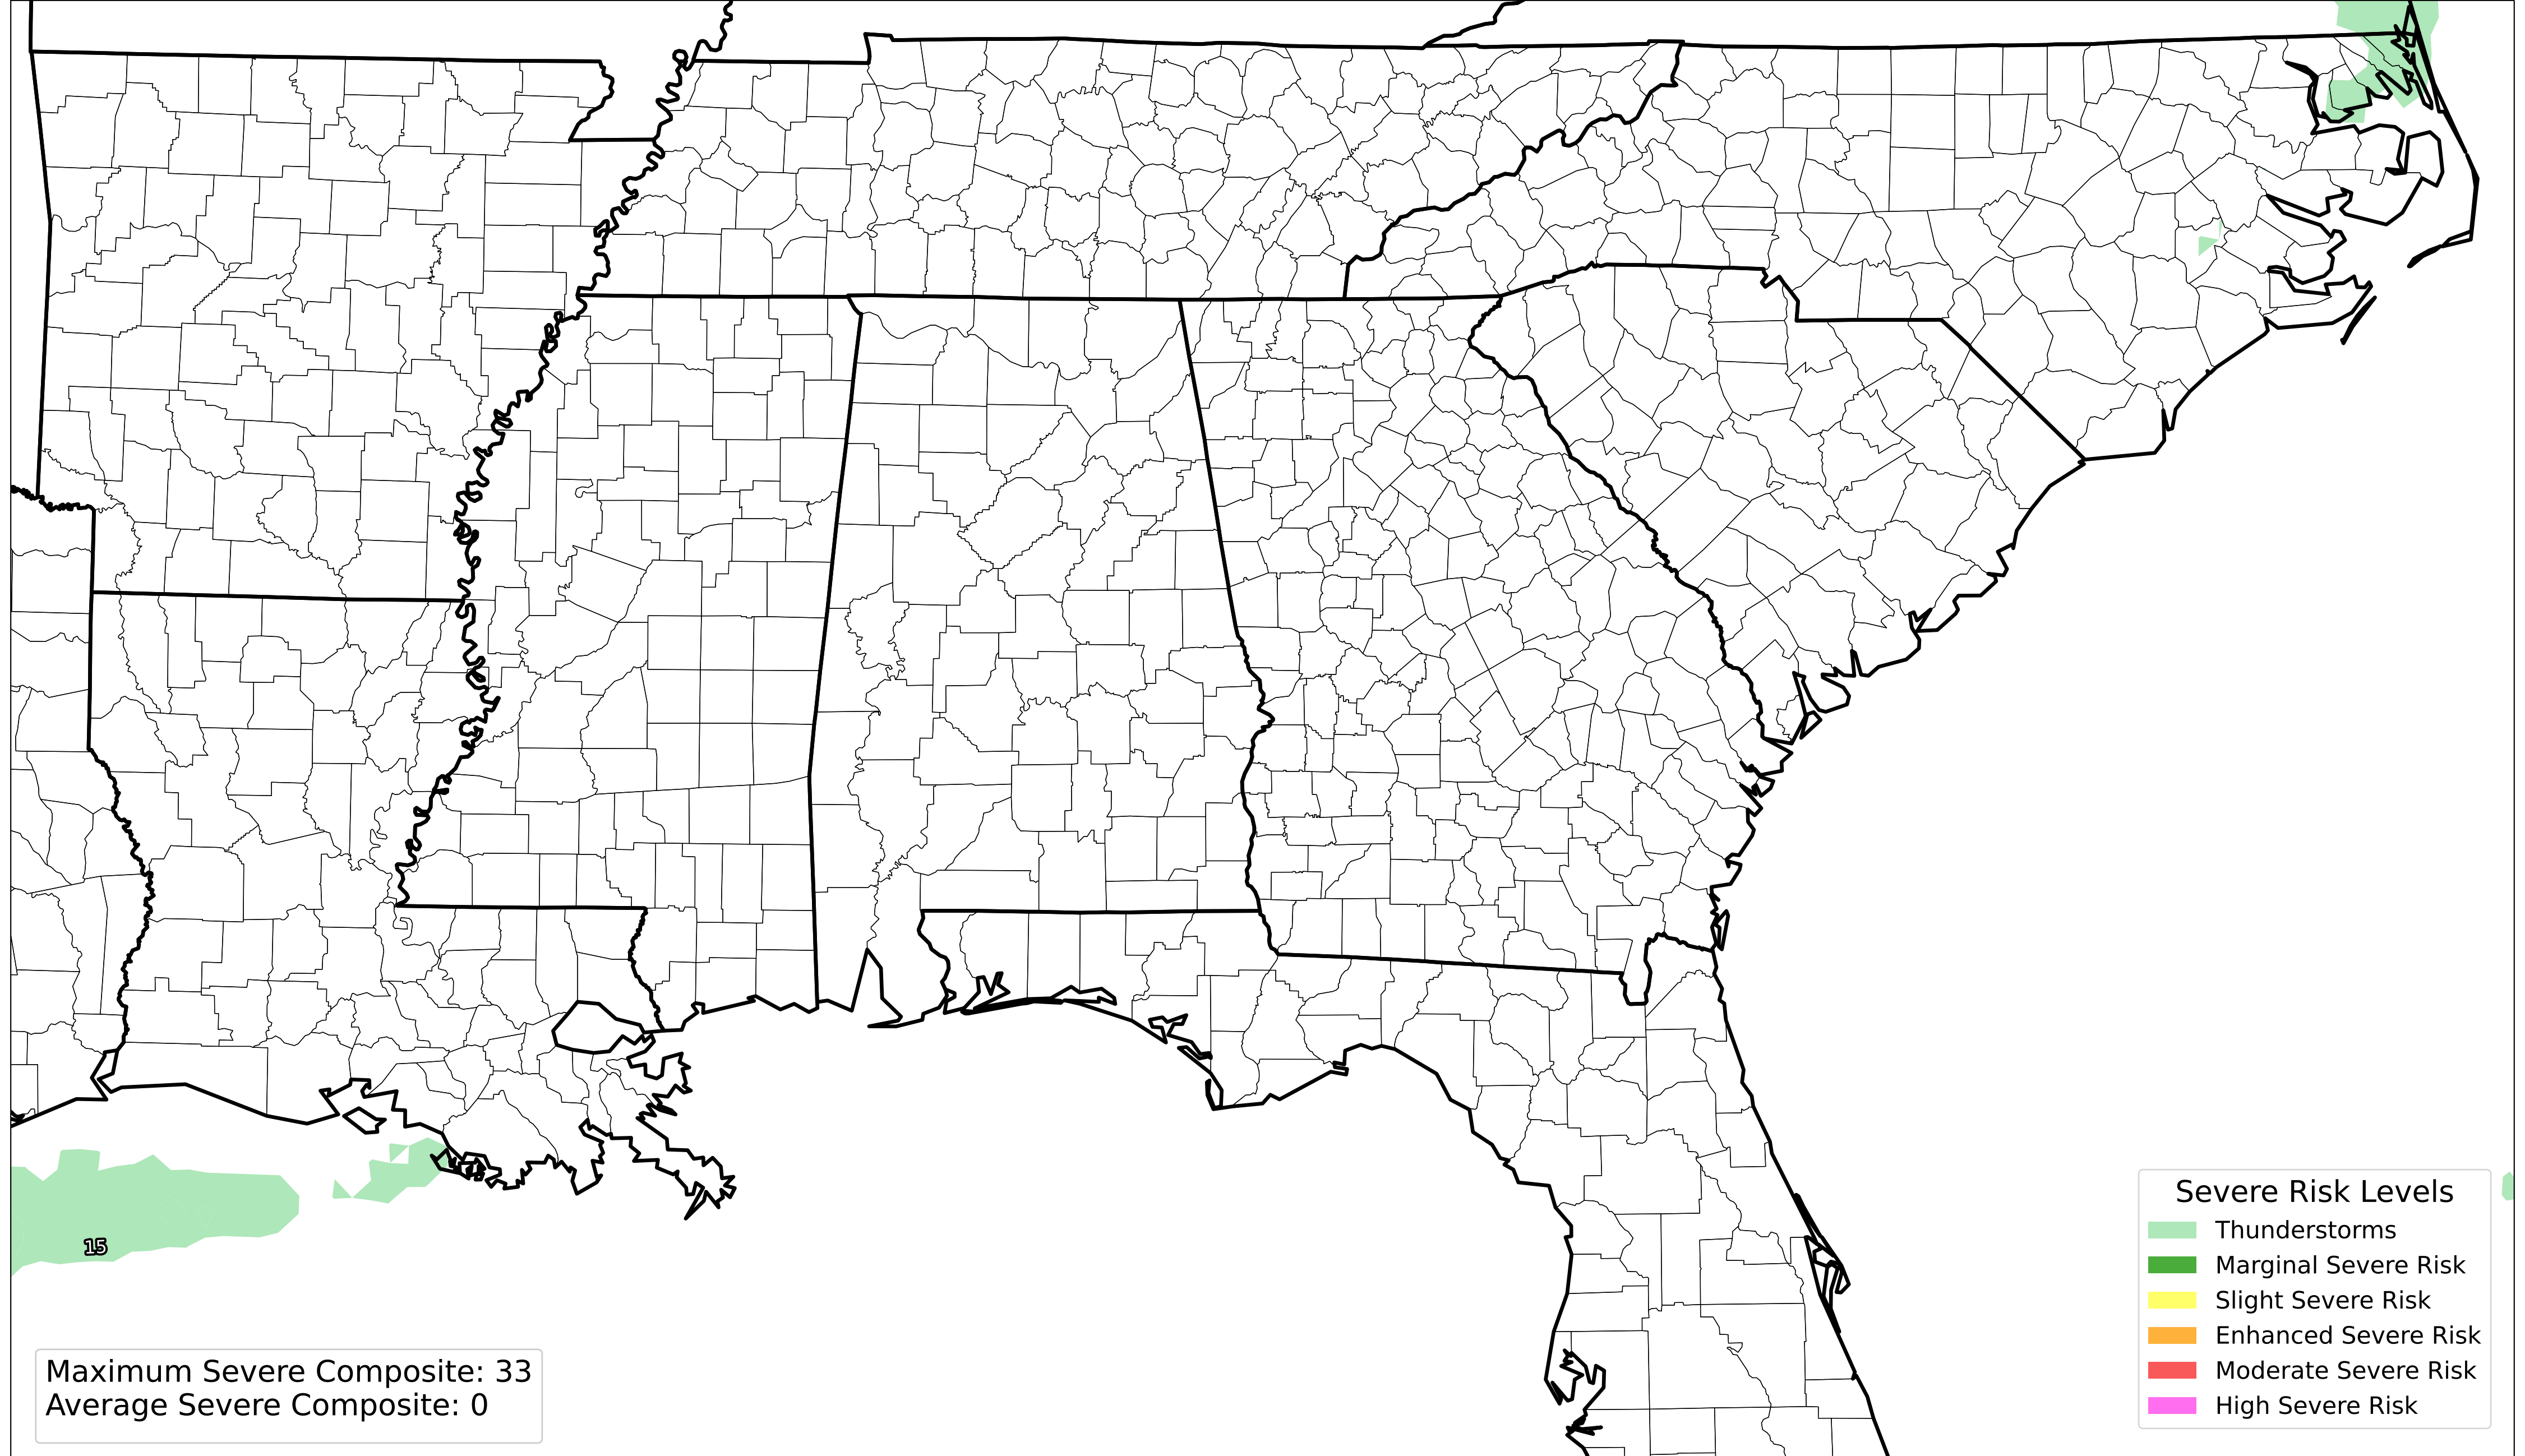 15
Maximum Severe Composite: 33
Average Severe Composite: 0
Severe Risk Levels
Thunderstorms
Marginal Severe Risk
Slight Severe Risk
Enhanced Severe Risk
Moderate Severe Risk
High Severe Risk